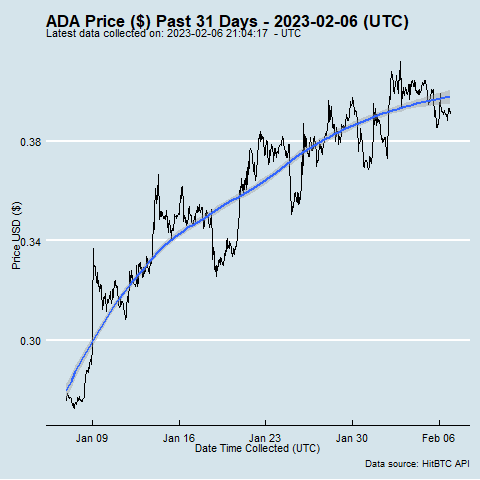 ADA Price ($) Past 31 Days - 2023-02-06 (UTC)
Latest data collected on: 2023-02-06 21:04:17 - UTC
0.38
0.34
0.30
Price USD ($)
Jan 09 Jan 16 Jan 23 Jan 30 Feb 06
Date Time Collected (UTC)
Data source: HitBTC API